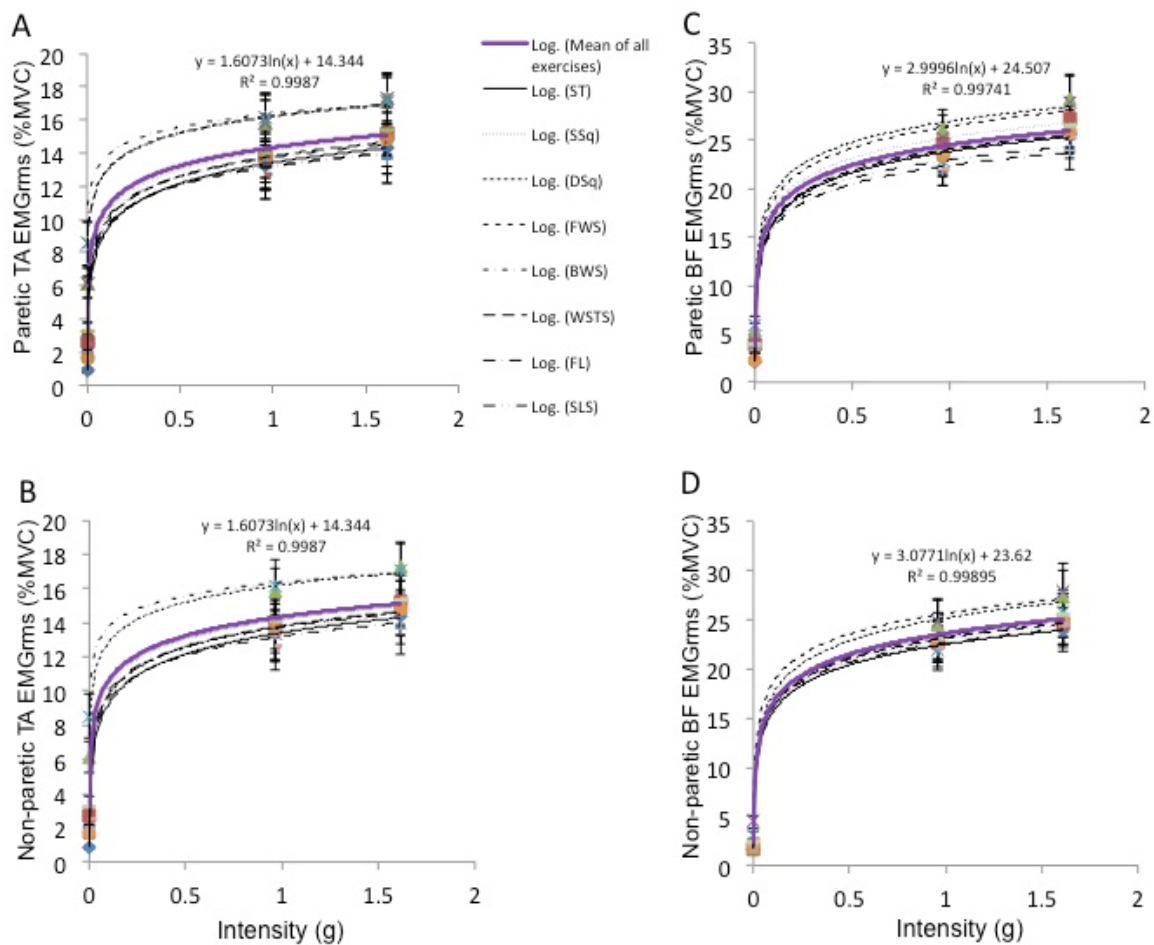 A
20
18
16
14
12
10
8
6
4
2
0
Paretic TA EMGrms (%MVC)
y = 1.6073ln(x) + 14.344
R² = 0.9987
0
0.5
1
1.5
2
Log. (Mean of all
exercises)
Log. (ST)
Log. (SSq)
Log. (DSq)
Log. (FWS)
Log. (BWS)
Log. (WSTS)
Log. (FL)
Log. (SLS)
C
35
30
25
20
15
10
5
0
Paretic BF EMGrms (%MVC)
y = 2.9996ln(x) + 24.507
R² = 0.99741
0
0.5
1
1.5
2
B
20
18
16
14
12
10
8
6
4
2
0
Non-paretic TA EMGrms (%MVC)
y = 1.6073ln(x) + 14.344
R² = 0.9987
0
0.5
1
1.5
2
Intensity (g)
D
35
30
25
20
15
10
5
0
Non-paretic BF EMGrms (%MVC)
y = 3.0771ln(x) + 23.62
R² = 0.99895
0
0.5
1
1.5
2
Intensity (g)